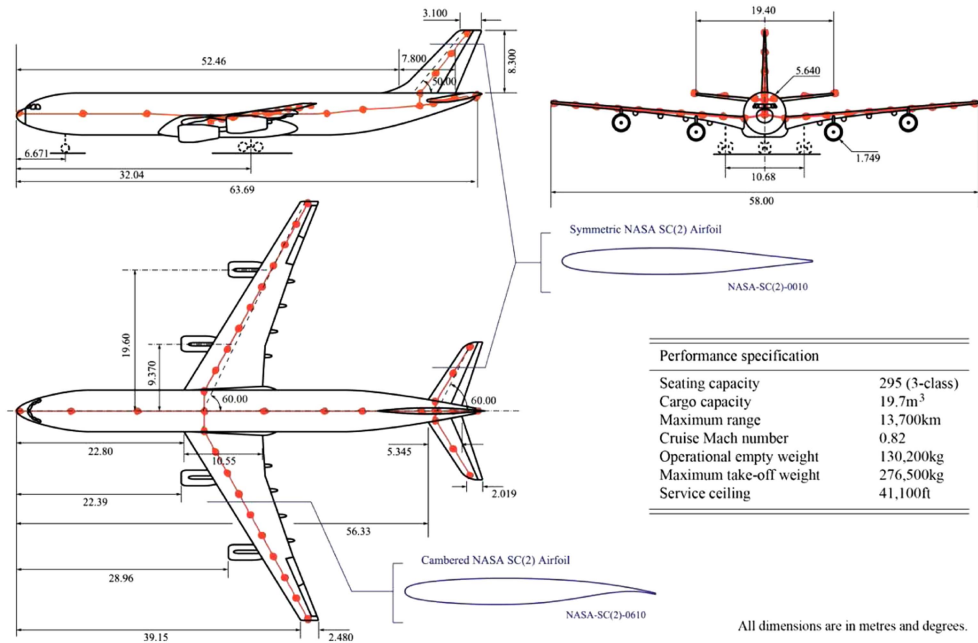 3.100
19.40
52.46
7.800
8.300
50.00
5.640
6.671
32.04
63.69
1.749
10.68
58.00
Symmetric NASA SC(2) Airfoil
NASA-SC(2)-0010
19.60
9.370
60.00
60.00
22.80
10.55
5.345
22.39
2.019
56.33
28.96
39.15
2.480
Cambered NASA SC(2) Airfoil
NASA-SC(2)-0610
Performance specification
Seating capacity 295 (3-class)
Cargo capacity 19.7m³
Maximum range 13,700km
Cruise Mach number 0.82
Operational empty weight 130,200kg
Maximum take-off weight 276,500kg
Service ceiling 41,100ft
All dimensions are in metres and degrees.